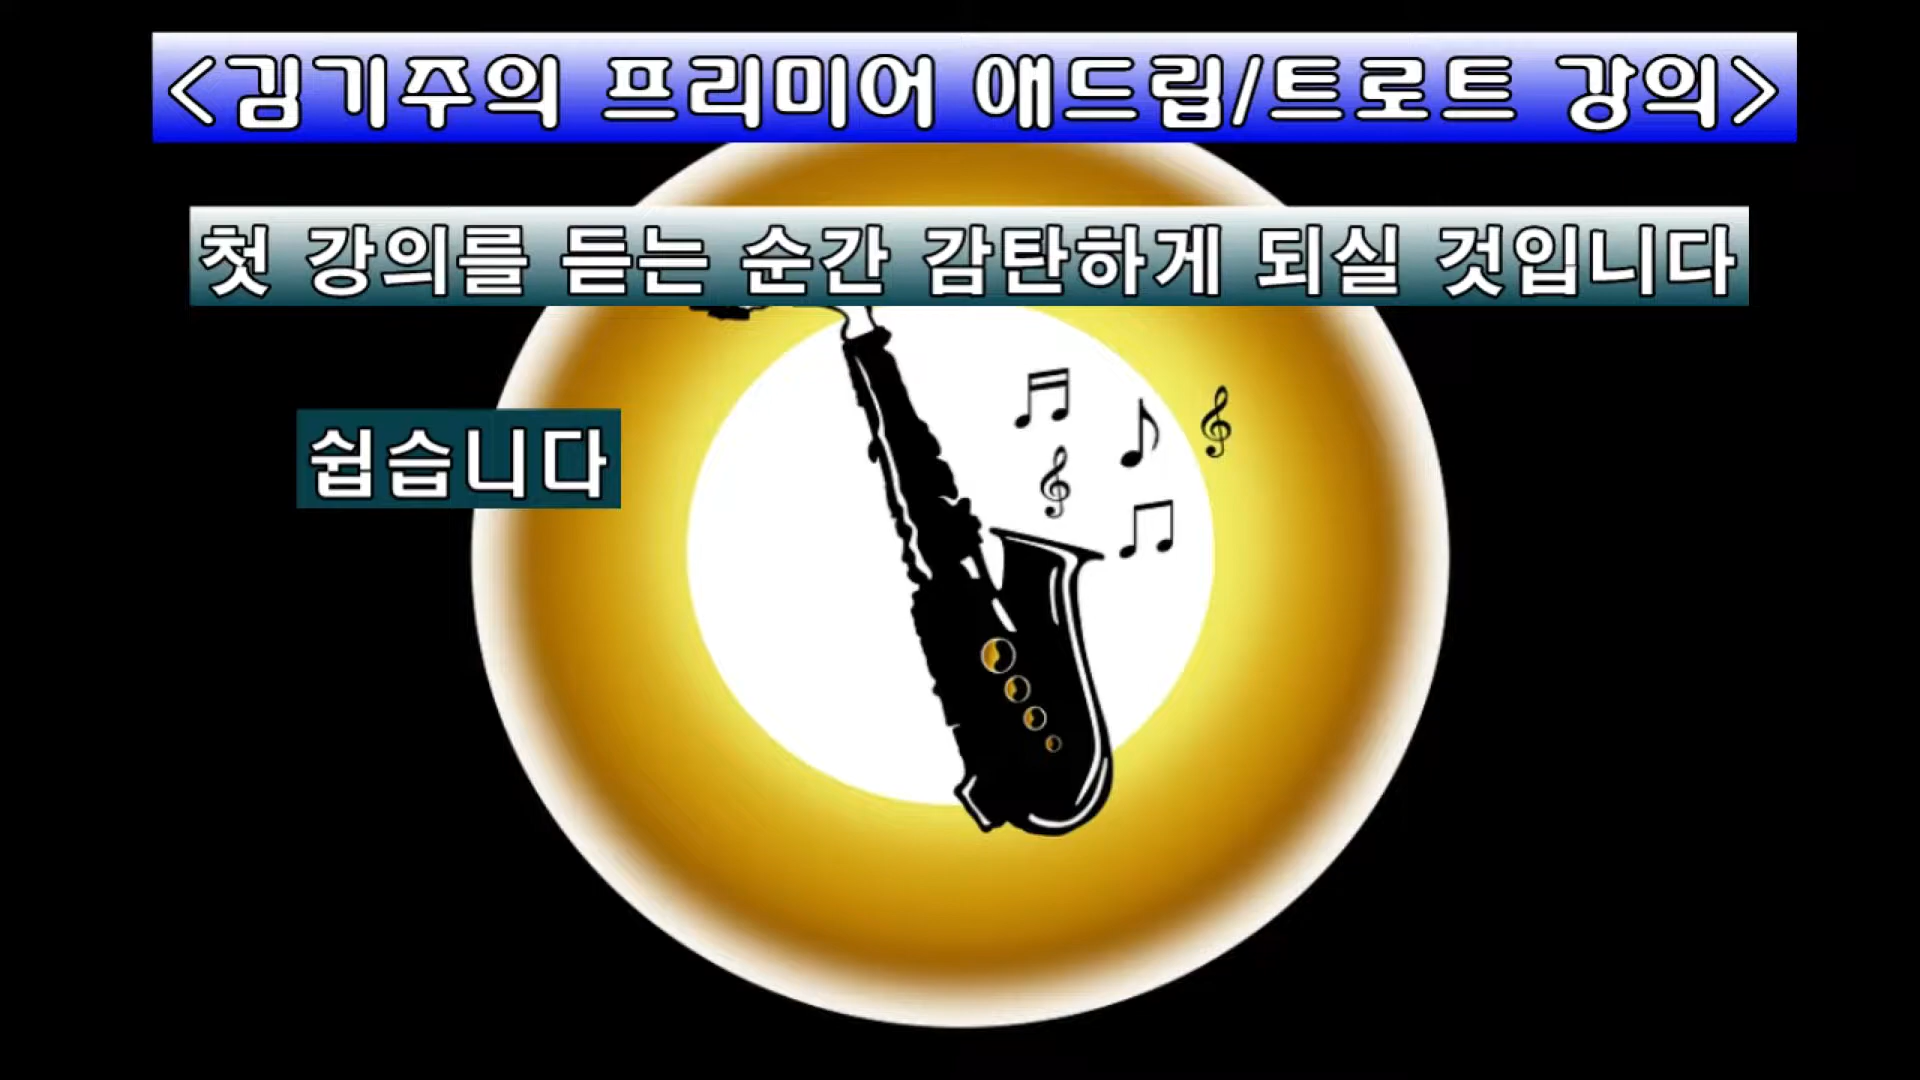 <김기주의 프리미어 애드립/트로트 강의>
첫 강의를 듣는 순간 감탄하게 되실 것입니다
쉽습니다